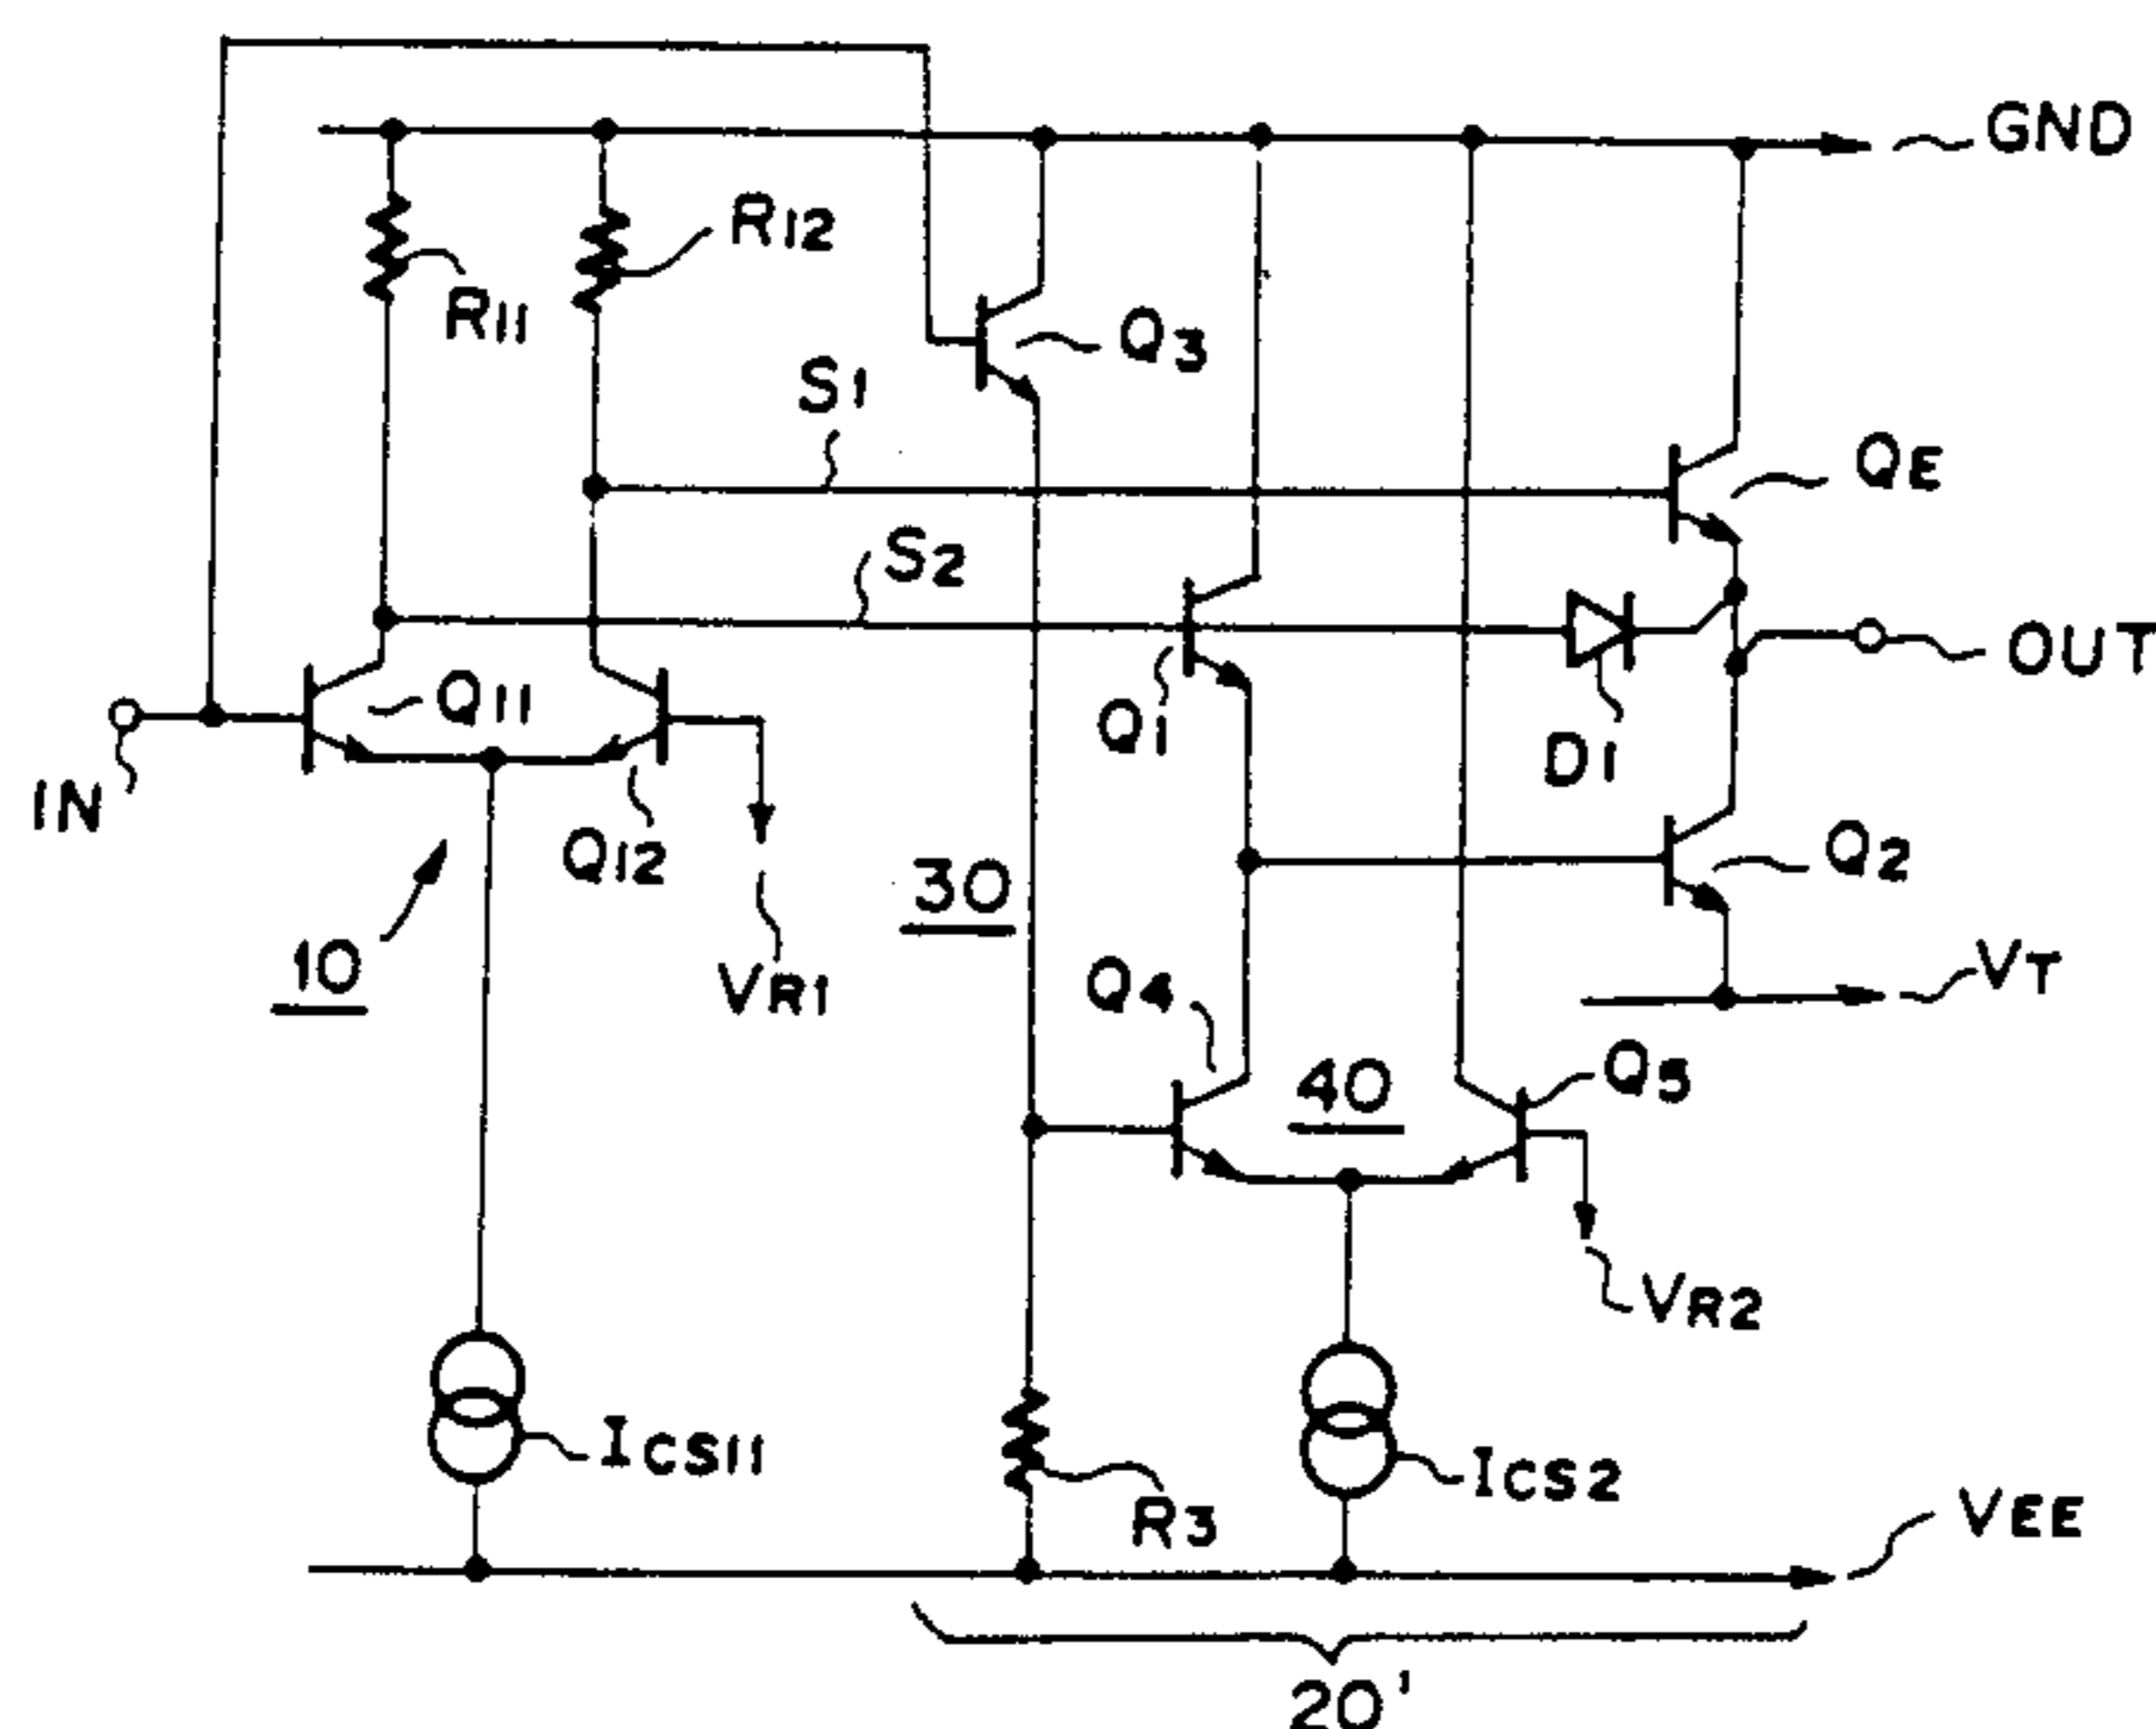 GND
R12
R11
Q3
S1
QE
S2
OUT
Q11
Q1
D1
IN
Q12
Q2
30
10
VR1
Q4
VT
40
Q5
VR2
ICS11
ICS2
R3
VEE
20'